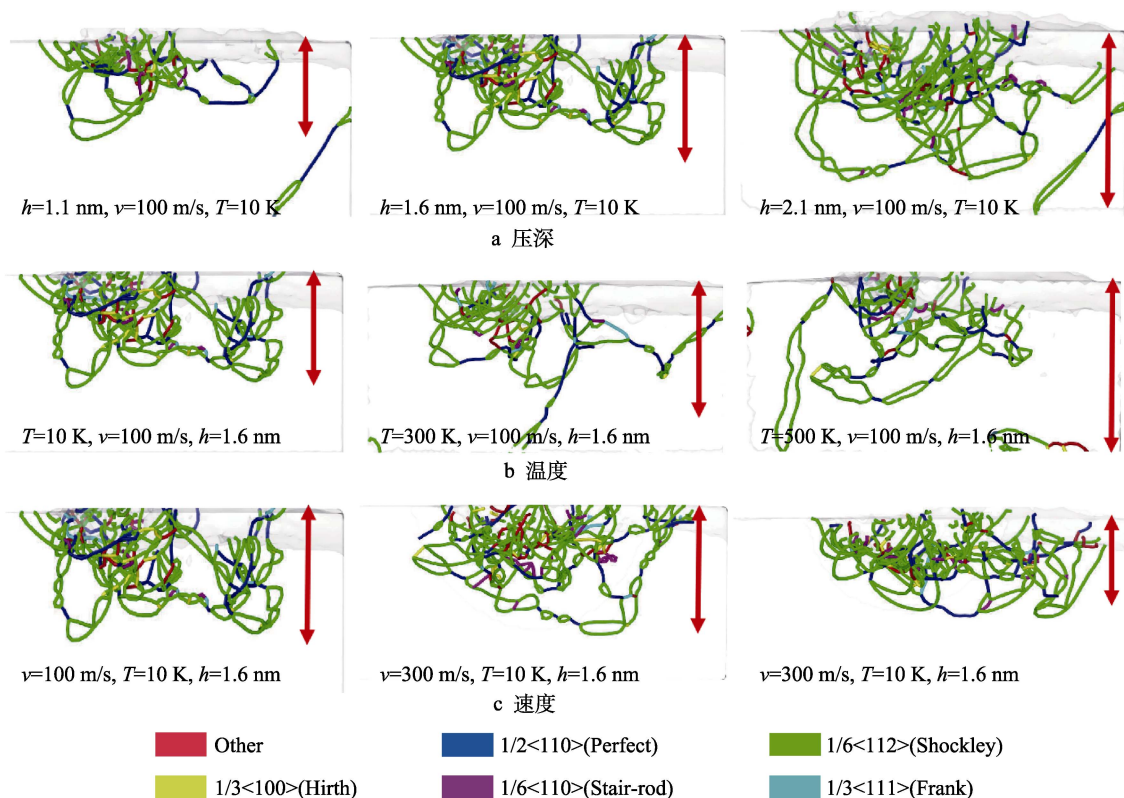 h=1.1 nm, v=100 m/s, T=10 K
h=1.6 nm, v=100 m/s, T=10 K
h=2.1 nm, v=100 m/s, T=10 K
a 压深
T=10 K, v=100 m/s, h=1.6 nm
T=300 K, v=100 m/s, h=1.6 nm
T=500 K, v=100 m/s, h=1.6 nm
b 温度
v=100 m/s, T=10 K, h=1.6 nm
v=300 m/s, T=10 K, h=1.6 nm
v=300 m/s, T=10 K, h=1.6 nm
c 速度
Other
1/2<110>(Perfect)
1/6<112>(Shockley)
1/3<100>(Hirth)
1/6<110>(Stair-rod)
1/3<111>(Frank)